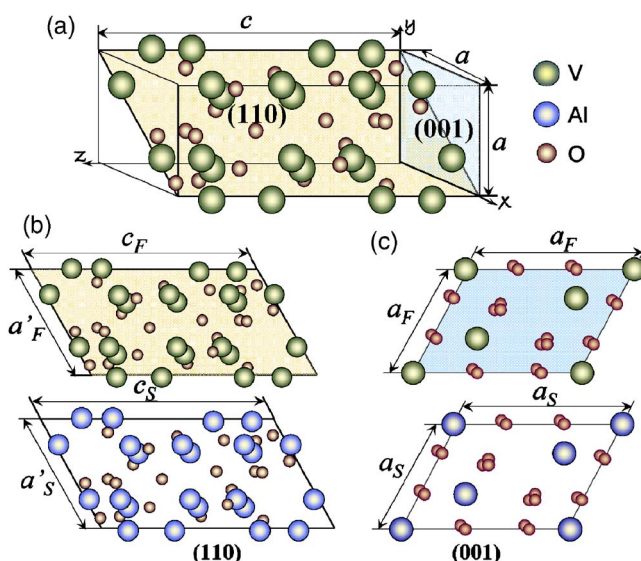 (a)
c
y
a
V
(110)
(001)
a
Al
z
x
O
(b)
c_F
(c)
a_F
a'_F
a_F
c_S
a_S
a'_S
a_S
(110)
(001)